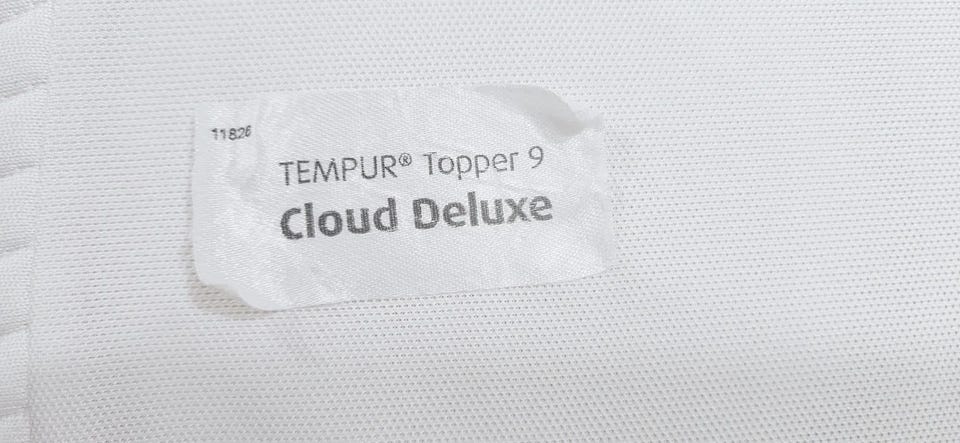 11826
TEMPUR® Topper 9
Cloud Deluxe